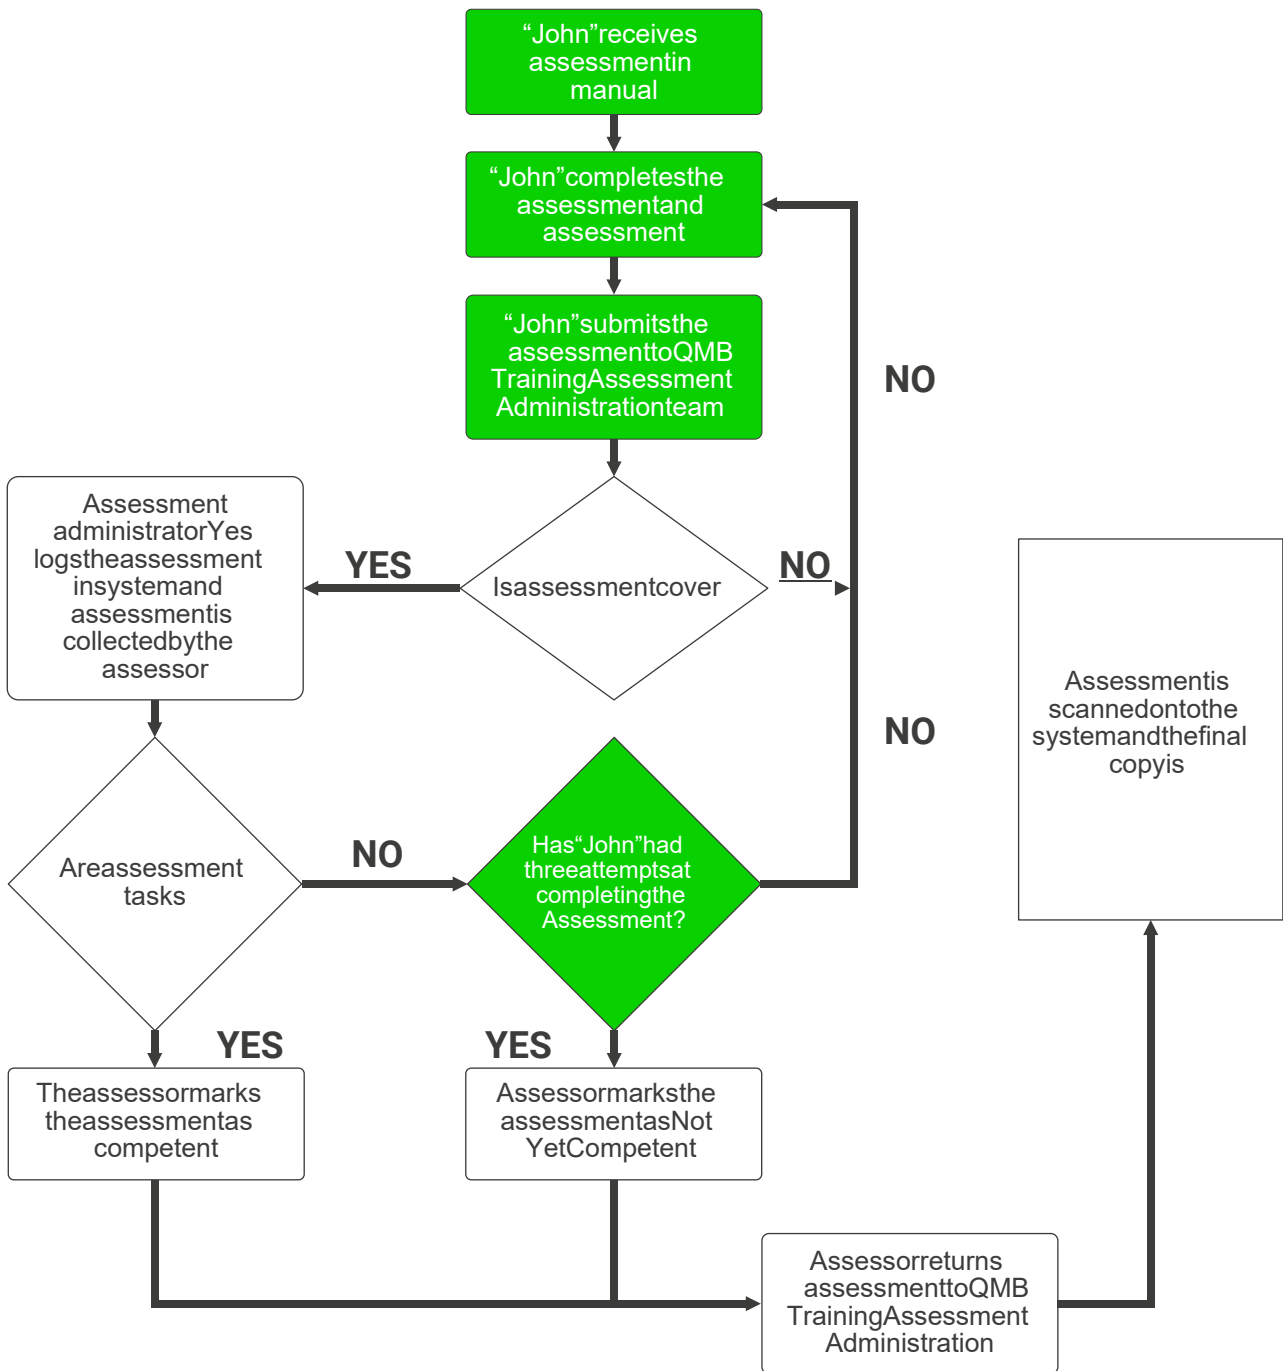 “John”receives
assessmentin
manual
“John”completesthe
assessmentand
assessment
“John”submitsthe
assessmenttoQMB
TrainingAssessment
Administrationteam
NO
Assessment
administratorYes
logstheassessment
insystemand
assessmentis
collectedbythe
assessor
YES
Isassessmentcover
NO
Assessmentis
scannedontothe
systemandthefinal
copyis
NO
Areassessment
tasks
NO
Has“John”had
threeattemptsat
completingthe
Assessment?
YES
YES
Theassessormarks
theassessmentas
competent
Assessormarksthe
assessmentasNot
YetCompetent
Assessorreturns
assessmenttoQMB
TrainingAssessment
Administration